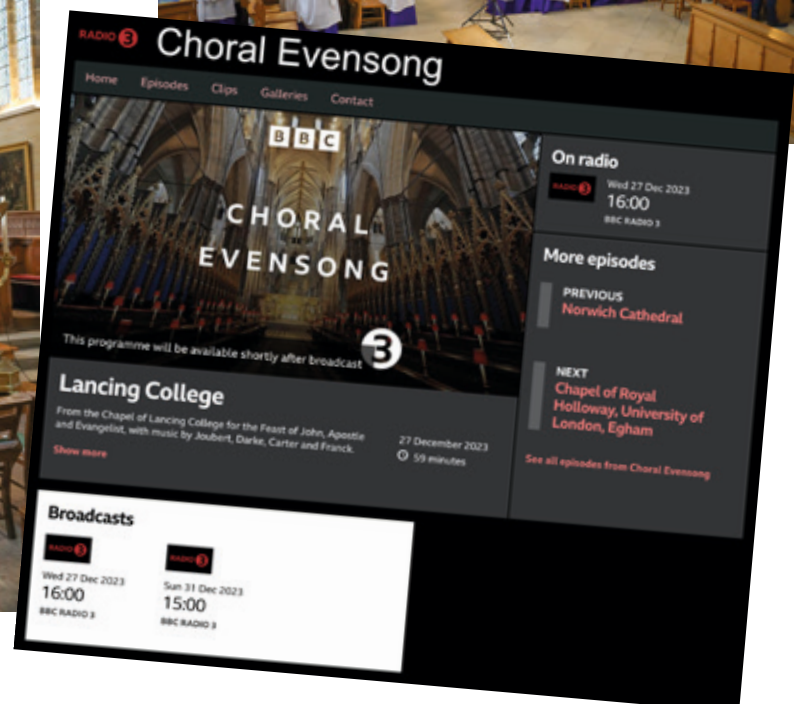 RADIO 3 Choral Evensong
Home Episodes Clips Galleries Contact
BBC
CHORAL
EVENSONG
This programme will be available shortly after broadcast
3
Lancing College
From the Chapel of Lancing College for the Feast of John, Apostle
and Evangelist, with music by Joubert, Darke, Carter and Franck.
Show more
27 December 2023
59 minutes
On radio
RADIO 3
Wed 27 Dec 2023
16:00
BBC RADIO 3
More episodes
PREVIOUS
Norwich Cathedral
NEXT
Chapel of Royal
Holloway, University of
London, Egham
See all episodes from Choral Evensong
Broadcasts
RADIO 3
Wed 27 Dec 2023
16:00
BBC RADIO 3
RADIO 3
Sun 31 Dec 2023
15:00
BBC RADIO 3